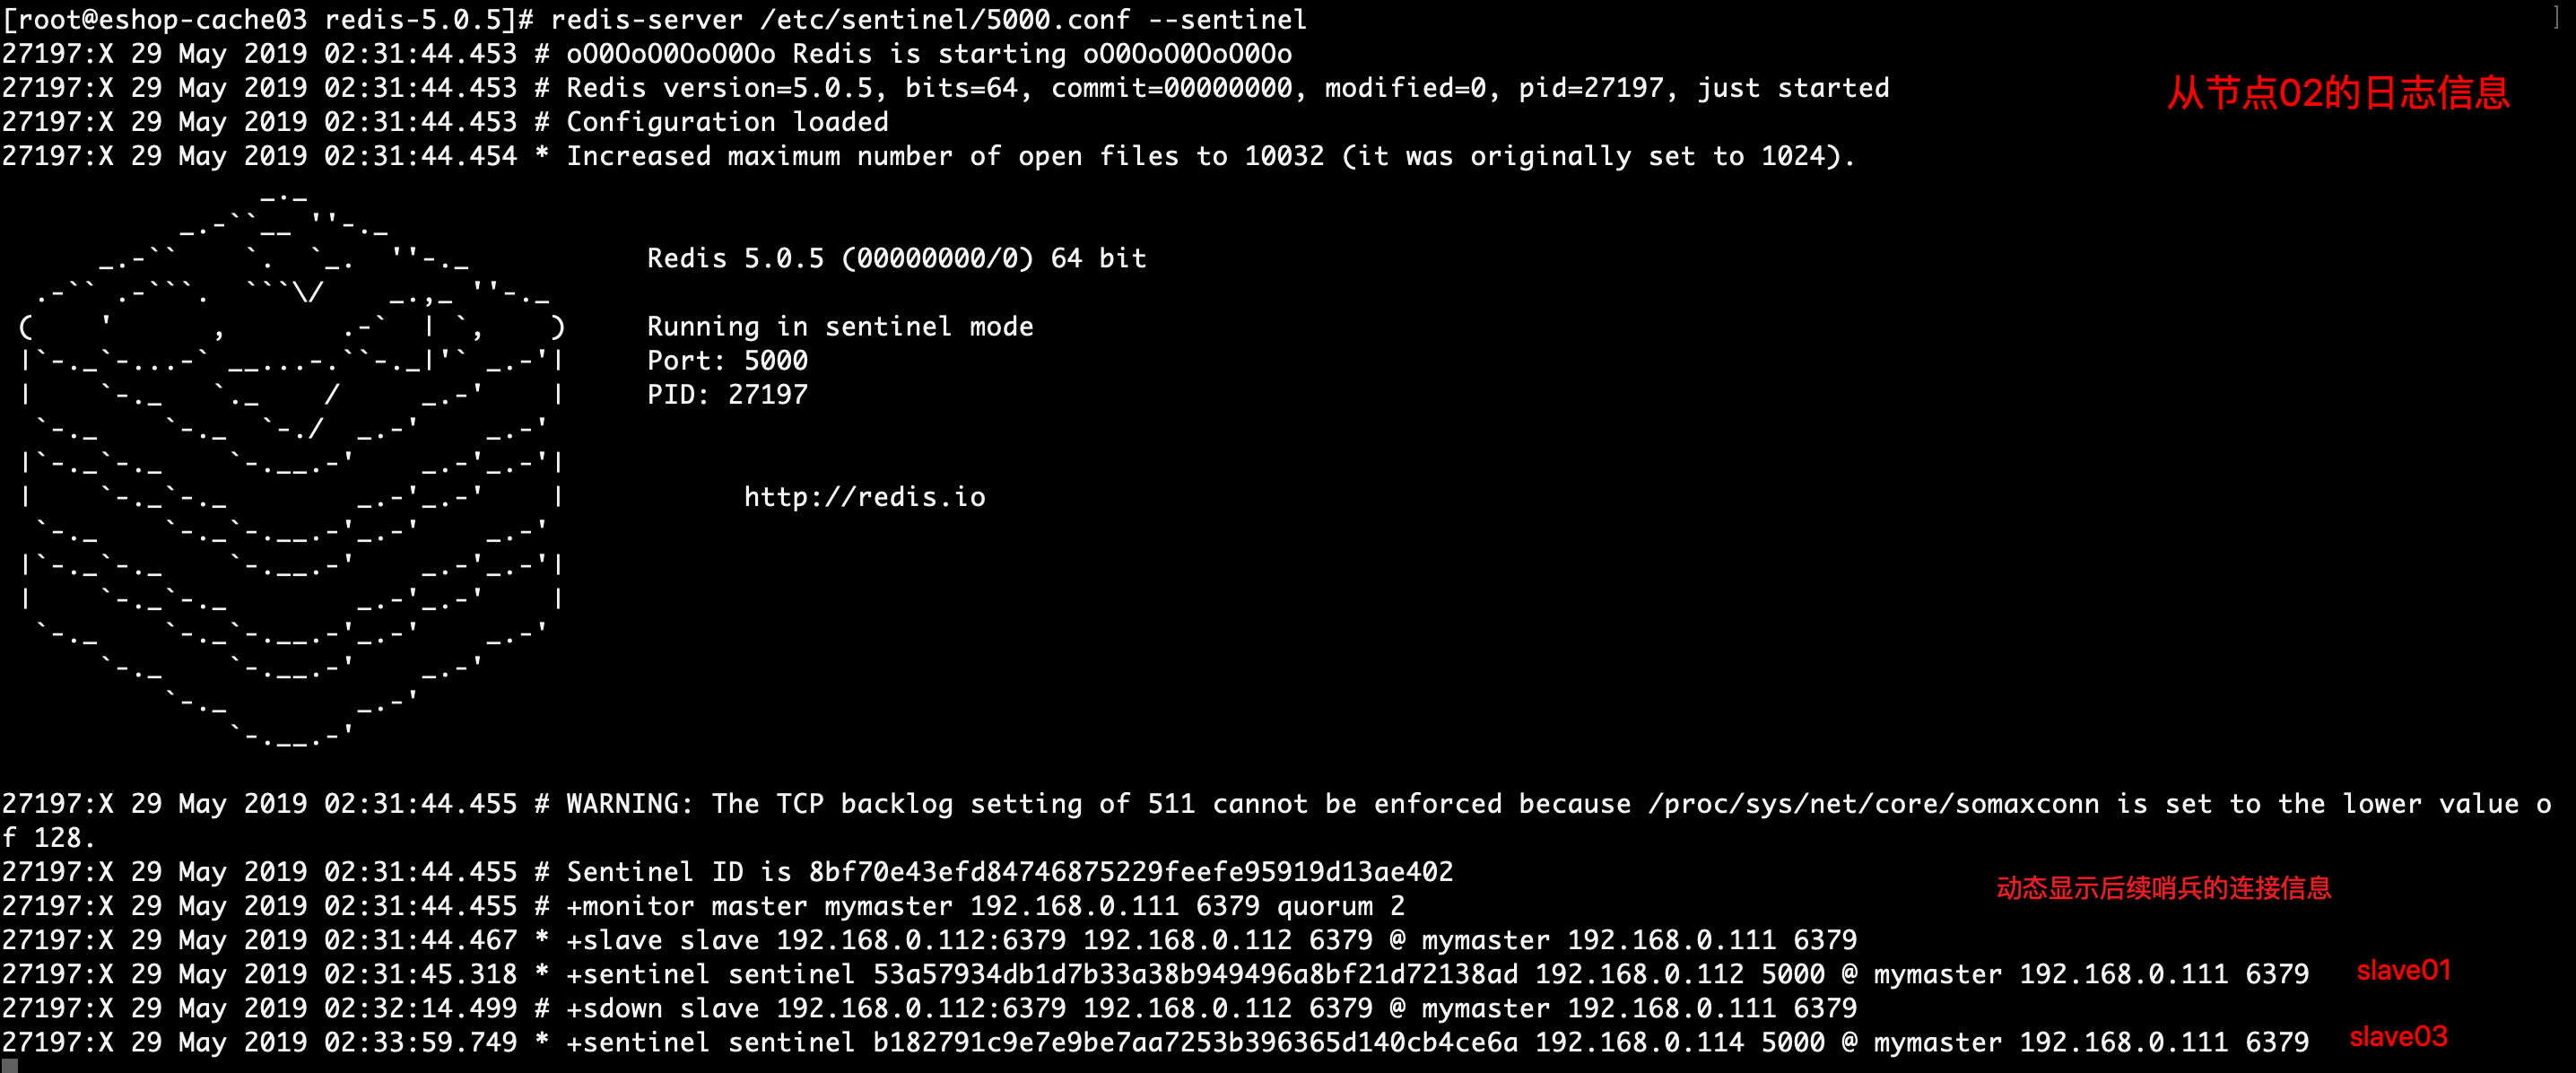 [root@eshop-cache03 redis-5.0.5]# redis-server /etc/sentinel/5000.conf --sentinel
27197:X 29 May 2019 02:31:44.453 # oO0OoO0OoO0Oo Redis is starting oO0OoO0OoO0Oo
27197:X 29 May 2019 02:31:44.453 # Redis version=5.0.5, bits=64, commit=00000000, modified=0, pid=27197, just started
从节点02的日志信息
27197:X 29 May 2019 02:31:44.453 # Configuration loaded
27197:X 29 May 2019 02:31:44.454 * Increased maximum number of open files to 10032 (it was originally set to 1024).
Redis 5.0.5 (00000000/0) 64 bit
Running in sentinel mode
Port: 5000
PID: 27197
http://redis.io
27197:X 29 May 2019 02:31:44.455 # WARNING: The TCP backlog setting of 511 cannot be enforced because /proc/sys/net/core/somaxconn is set to the lower value o
f 128.
27197:X 29 May 2019 02:31:44.455 # Sentinel ID is 8bf70e43efd84746875229feefe95919d13ae402
动态显示后续哨兵的连接信息
27197:X 29 May 2019 02:31:44.455 # +monitor master mymaster 192.168.0.111 6379 quorum 2
27197:X 29 May 2019 02:31:44.467 * +slave slave 192.168.0.112:6379 192.168.0.112 6379 @ mymaster 192.168.0.111 6379
27197:X 29 May 2019 02:31:45.318 * +sentinel sentinel 53a57934db1d7b33a38b949496a8bf21d72138ad 192.168.0.112 5000 @ mymaster 192.168.0.111 6379 slave01
27197:X 29 May 2019 02:32:14.499 # +sdown slave 192.168.0.112:6379 192.168.0.112 6379 @ mymaster 192.168.0.111 6379
27197:X 29 May 2019 02:33:59.749 * +sentinel sentinel b182791c9e7e9be7aa7253b396365d140cb4ce6a 192.168.0.114 5000 @ mymaster 192.168.0.111 6379 slave03